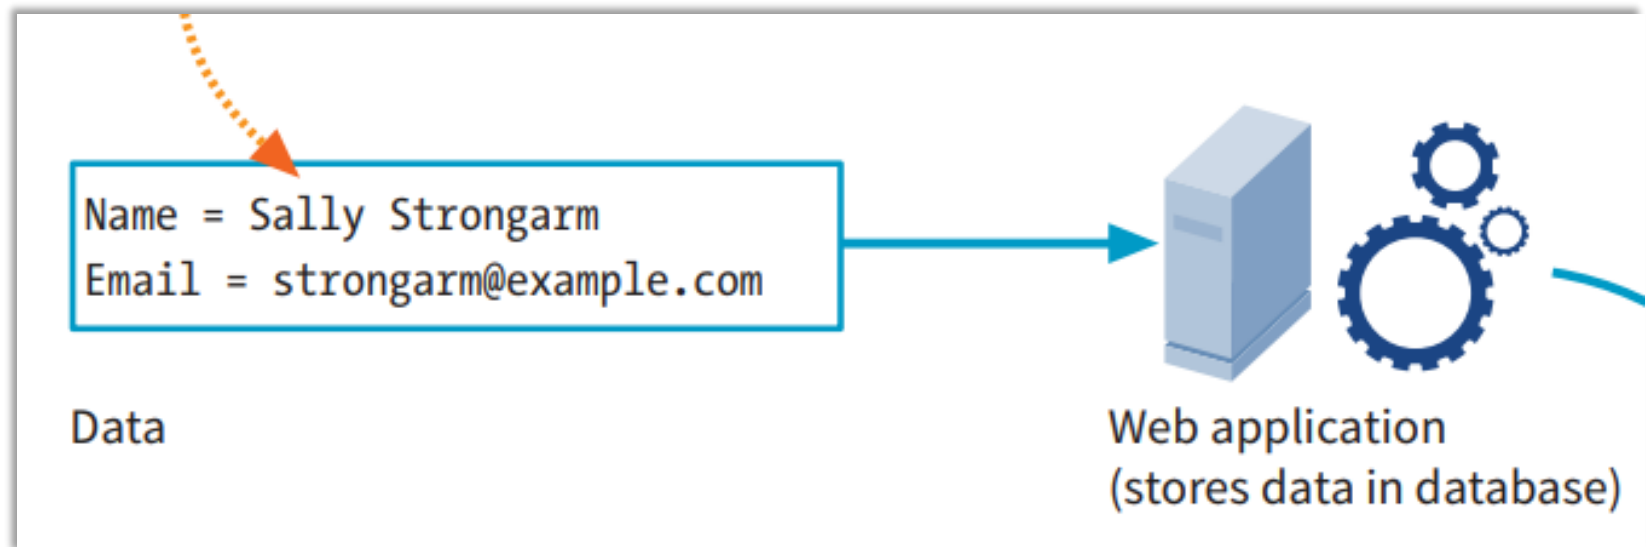 Name = Sally Strongarm
Email = strongarm@example.com
Data
Web application
(stores data in database)